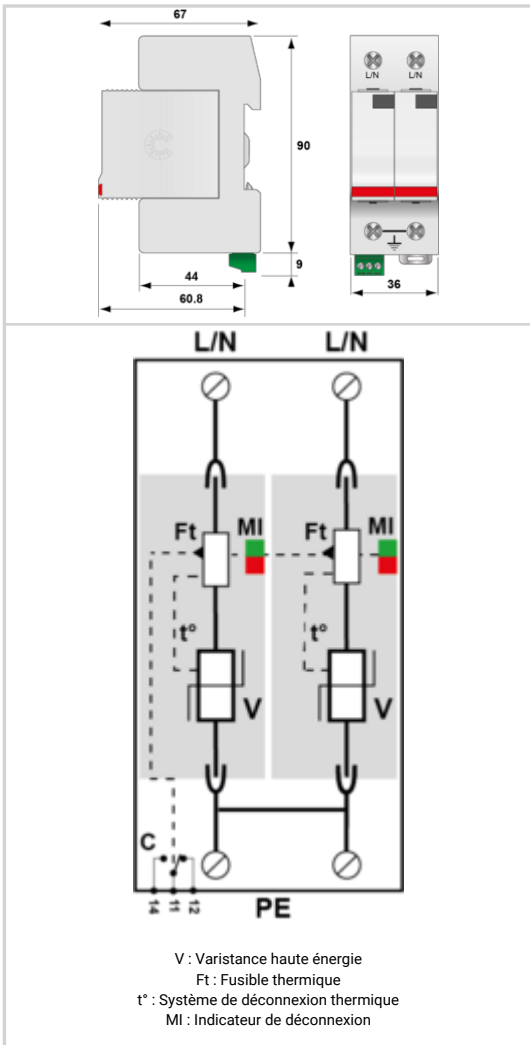 67
L/N L/N
90
9
44
60.8
36
L/N L/N
Ft MI Ft MI
t° t°
V V
C
14 11 12
PE
V : Varistance haute énergie
Ft : Fusible thermique
t° : Système de déconnexion thermique
MI : Indicateur de déconnexion